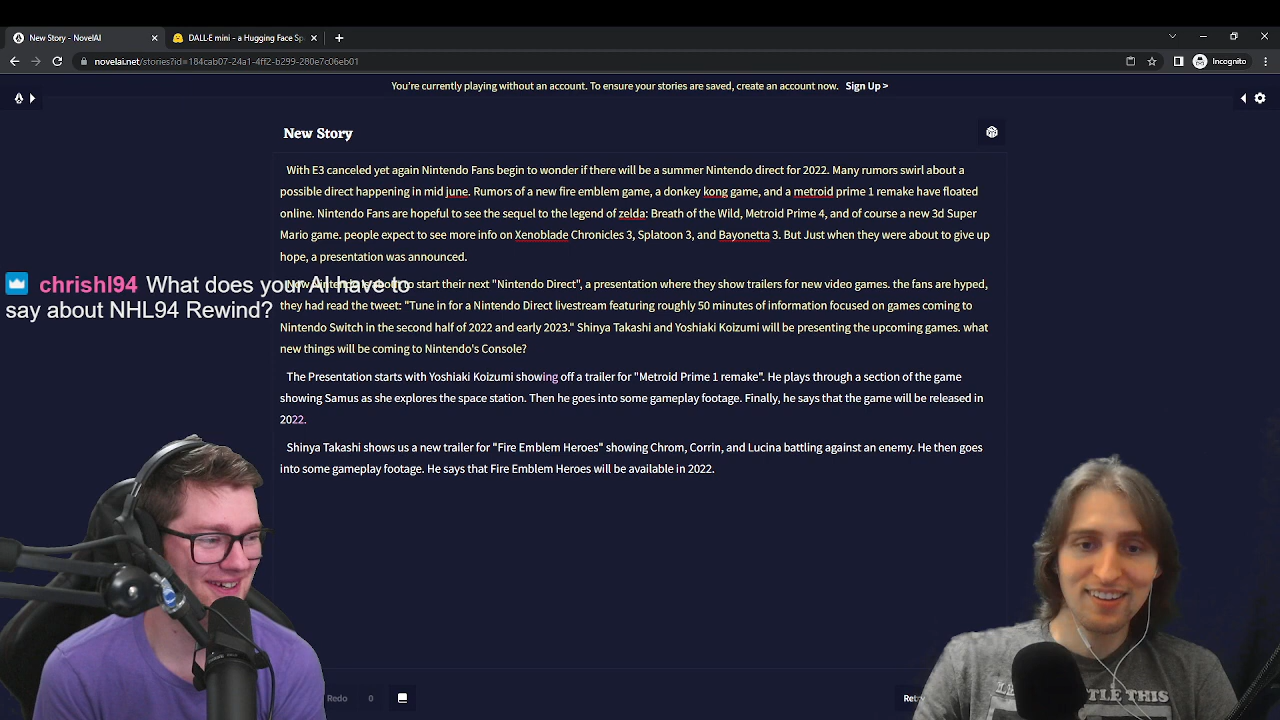 New Story - NovelAI
DALL·E mini - a Hugging Face Sp
novelai.net/stories?id=184cab07-24a1-4ff2-b299-280e7c06eb01
Incognito
You're currently playing without an account. To ensure your stories are saved, create an account now. Sign Up >
New Story
With E3 canceled yet again Nintendo Fans begin to wonder if there will be a summer Nintendo direct for 2022. Many rumors swirl about a
possible direct happening in mid june. Rumors of a new fire emblem game, a donkey kong game, and a metroid prime 1 remake have floated
online. Nintendo Fans are hopeful to see the sequel to the legend of zelda: Breath of the Wild, Metroid Prime 4, and of course a new 3d Super
Mario game. people expect to see more info on Xenoblade Chronicles 3, Splatoon 3, and Bayonetta 3. But Just when they were about to give up
hope, a presentation was announced.
chrishl94 What does your AI have to
say about NHL94 Rewind?
start their next "Nintendo Direct", a presentation where they show trailers for new video games. the fans are hyped,
they had read the tweet: "Tune in for a Nintendo Direct livestream featuring roughly 50 minutes of information focused on games coming to
Nintendo Switch in the second half of 2022 and early 2023." Shinya Takashi and Yoshiaki Koizumi will be presenting the upcoming games. what
new things will be coming to Nintendo's Console?
The Presentation starts with Yoshiaki Koizumi showing off a trailer for "Metroid Prime 1 remake". He plays through a section of the game
showing Samus as she explores the space station. Then he goes into some gameplay footage. Finally, he says that the game will be released in
2022.
Shinya Takashi shows us a new trailer for "Fire Emblem Heroes" showing Chrom, Corrin, and Lucina battling against an enemy. He then goes
into some gameplay footage. He says that Fire Emblem Heroes will be available in 2022.
Redo 0
Ret
TLE THIS